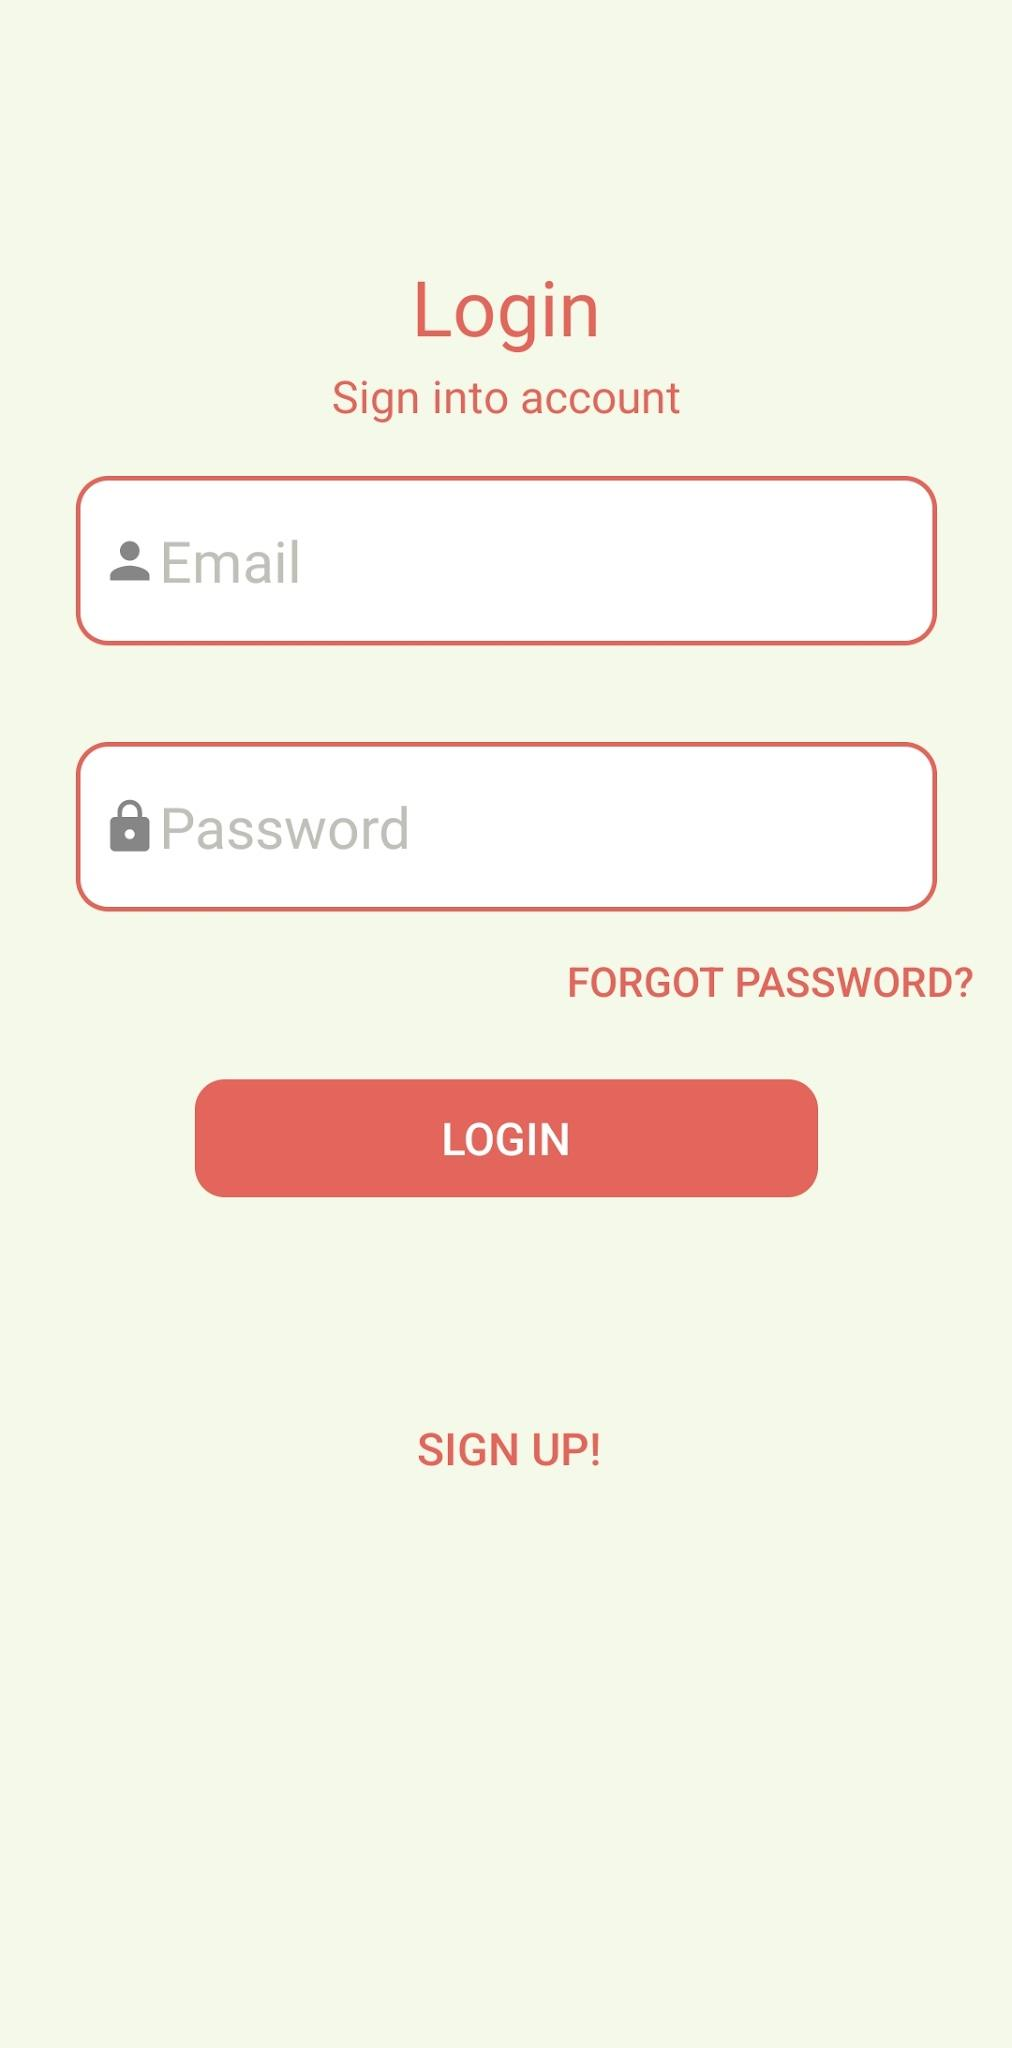 Login
Sign into account
Email
Password
FORGOT PASSWORD?
LOGIN
SIGN UP!